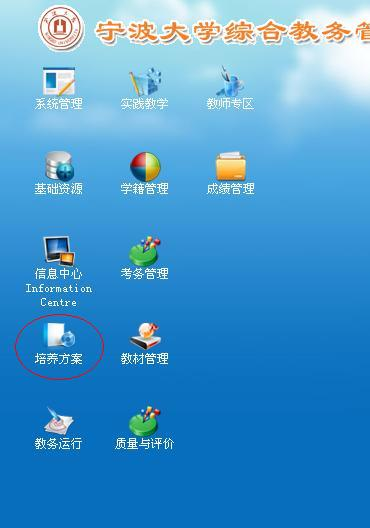 宁波大学综合教务管
系统管理
实践教学
教师专区
基础资源
学籍管理
成绩管理
信息中心
Information
Centre
考务管理
培养方案
教材管理
教务运行
质量与评价